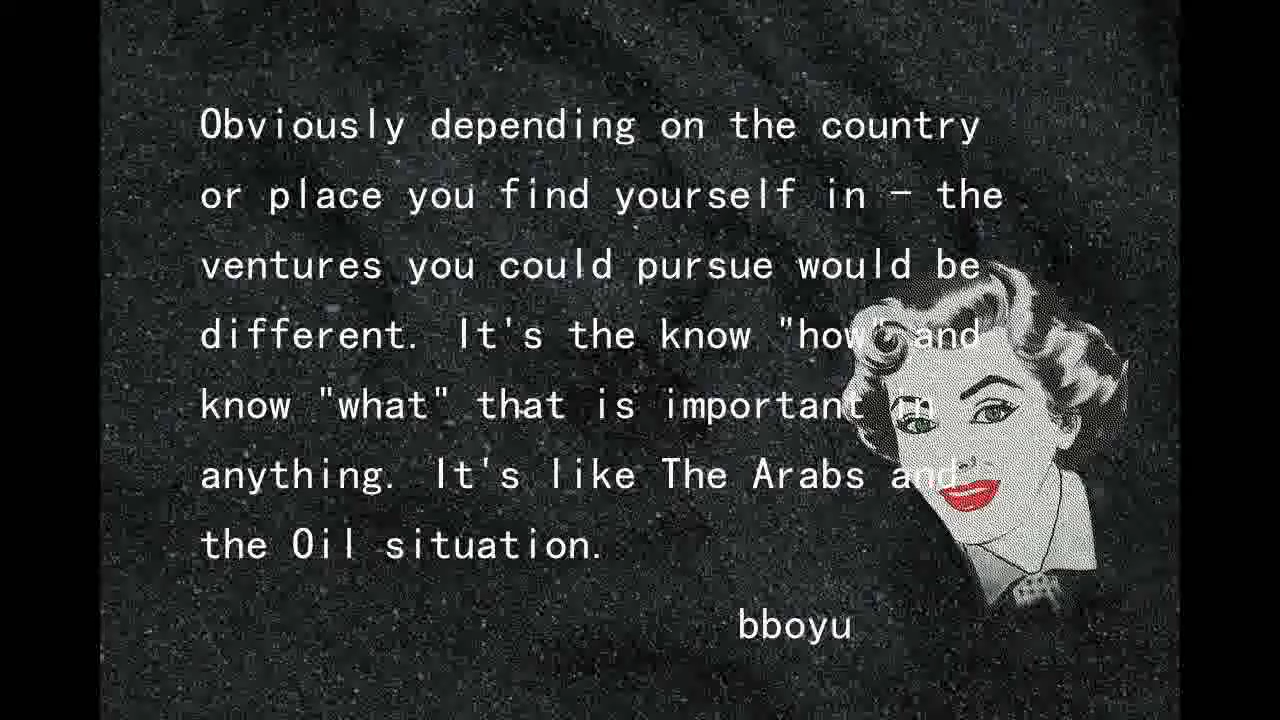 Obviously depending on the country
or place you find yourself in - the
ventures you could pursue would be
different. It's the know "how" and
know "what" that is important in
anything. It's like The Arabs and
the Oil situation.
bboyu